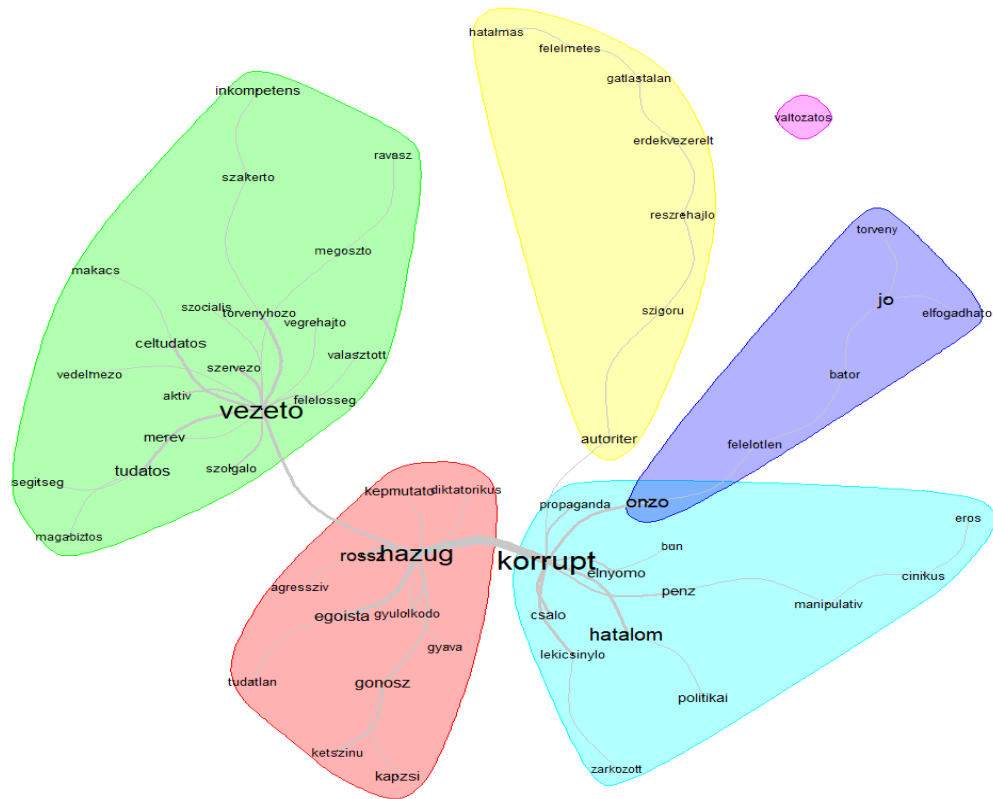 hatalmas
felelmetes
gatlastalan
erdekvezerelt
reszrehajlo
szigoru
autoriter
valtozatos
inkompetens
ravasz
szakerto
megoszto
makacs
szocialis
torvenyhozo
vegrehajto
celtudatos
valasztott
szervezo
vedelmezo
aktiv
felelosseg
vezeto
merev
tudatos
szolgalo
segitseg
magabiztos
torveny
jo
elfogadhato
bator
felelotlen
onzo
kepmutato
diktatorikus
rossz
hazug
agressziv
egoista
gyulolkodo
gyava
tudatlan
gonosz
ketszinu
kapzsi
propaganda
eros
korrupt
bun
elnyomo
cinikus
penz
manipulativ
csalo
hatalom
lekicsinylo
politikai
zarkozott